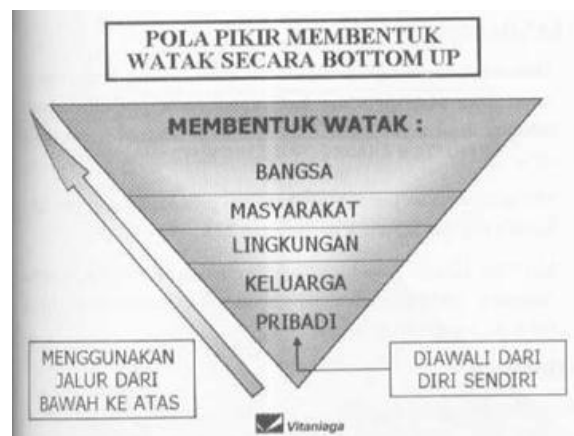 POLA PIKIR MEMBENTUK
WATAK SECARA BOTTOM UP
MEMBENTUK WATAK :
BANGSA
MASYARAKAT
LINGKUNGAN
KELUARGA
PRIBADI
MENGGUNAKAN
JALUR DARI
BAWAH KE ATAS
DIAWALI DARI
DIRI SENDIRI
Vitaniaga